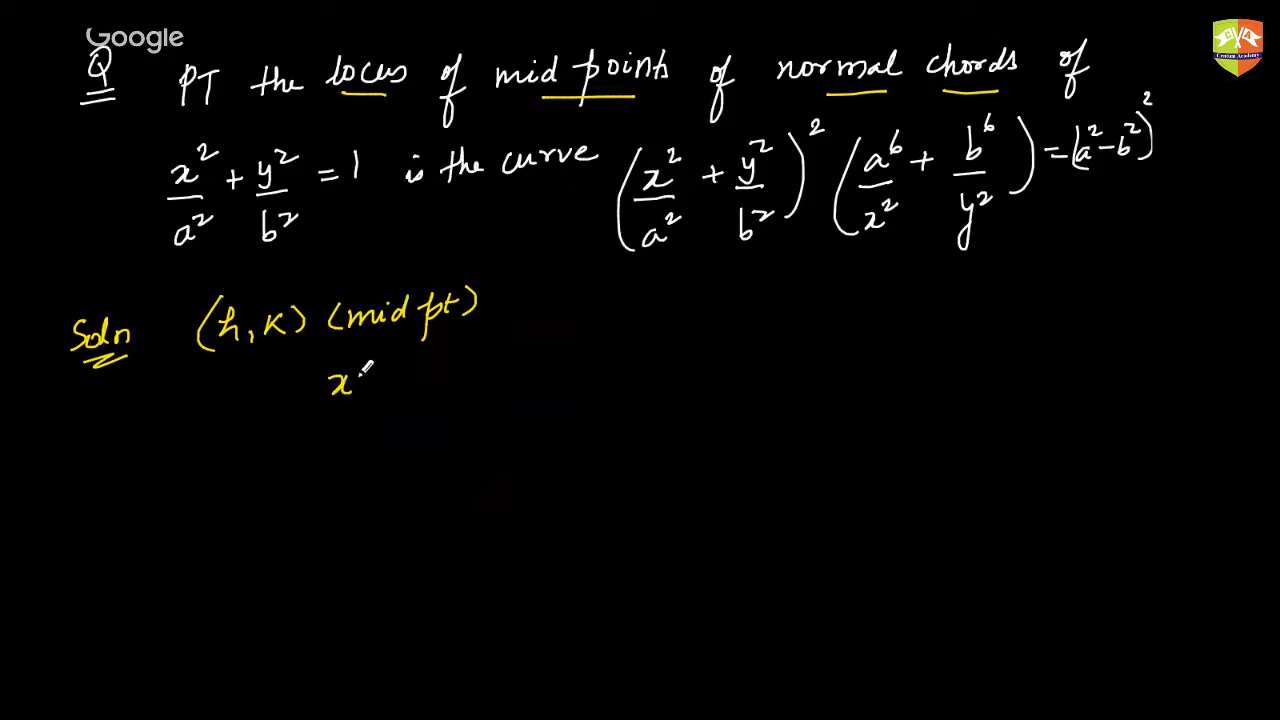 Google
Q PT the locus of mid points of normal chords of
x²/a² + y²/b² = 1 is the curve (x²/a² + y²/b²)² (a⁶/x² + b⁶/y²) = (a² - b²)²
Soln (h, K) (mid pt)
x